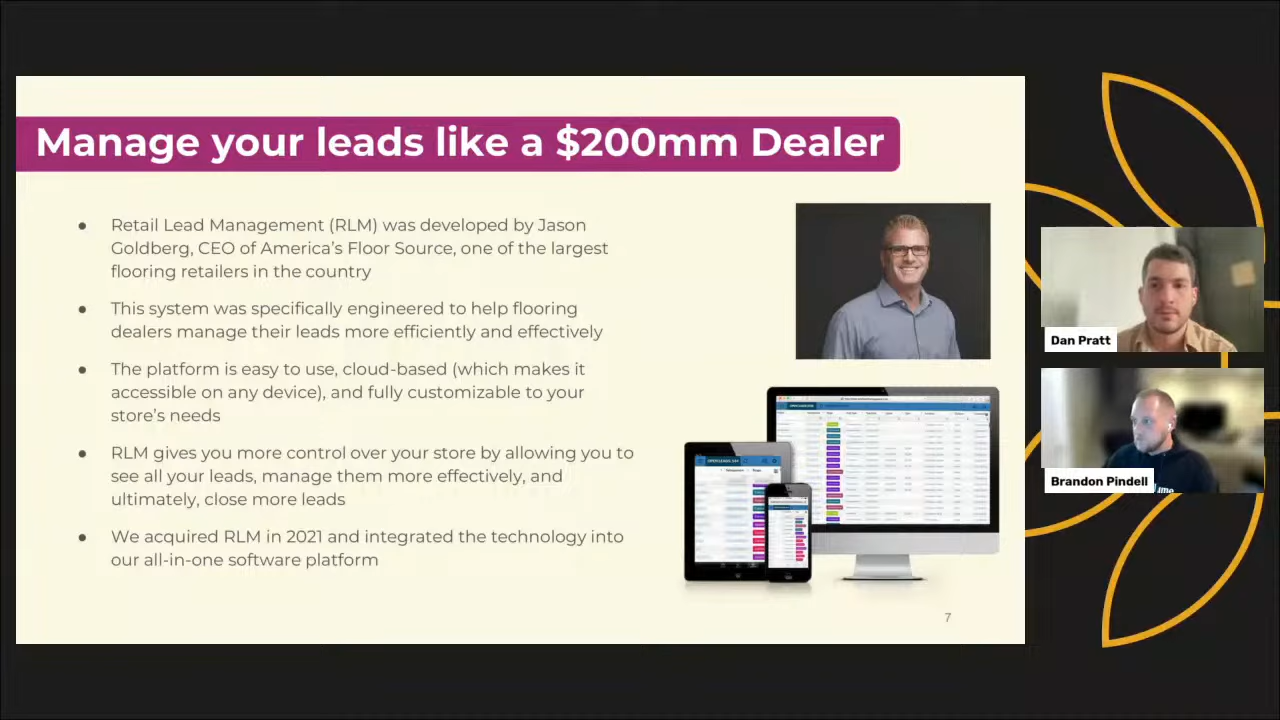 Manage your leads like a $200mm Dealer
● Retail Lead Management (RLM) was developed by Jason
Goldberg, CEO of America's Floor Source, one of the largest
flooring retailers in the country
● This system was specifically engineered to help flooring
dealers manage their leads more efficiently and effectively
● The platform is easy to use, cloud-based (which makes it
accessible on any device), and fully customizable to your
store's needs
● RLM gives you more control over your store by allowing you to
see all your leads, manage them more effectively, and
ultimately, close more leads
● We acquired RLM in 2021 and integrated the technology into
our all-in-one software platform
7
Dan Pratt
Brandon Pindell